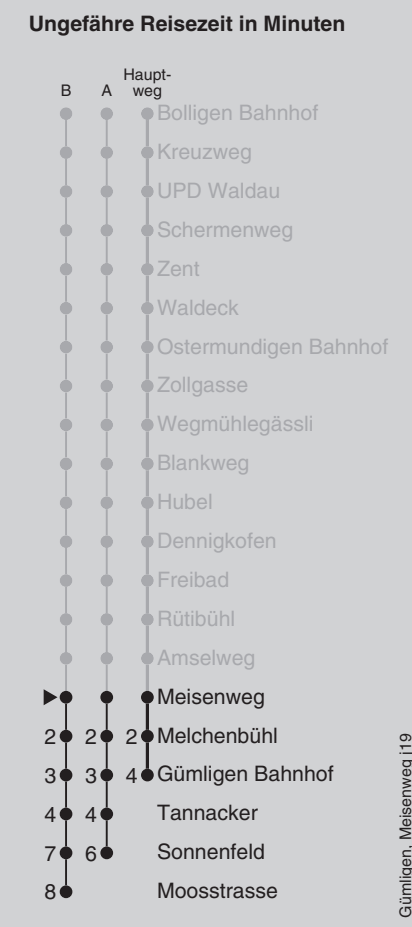 Ungefähre Reisezeit in Minuten
B A Haupt-
weg
Bolligen Bahnhof
Kreuzweg
UPD Waldau
Schermenweg
Zent
Waldeck
Ostermundigen Bahnhof
Zollgasse
Wegmühlegässli
Blankweg
Hubel
Dennigkofen
Freibad
Rütibühl
Amselweg
Meisenweg
2 2 2 Melchenbühl
3 3 4 Gümligen Bahnhof
4 4 Tannacker
7 6 Sonnenfeld
8 Moosstrasse
Gümligen, Meisenweg j19